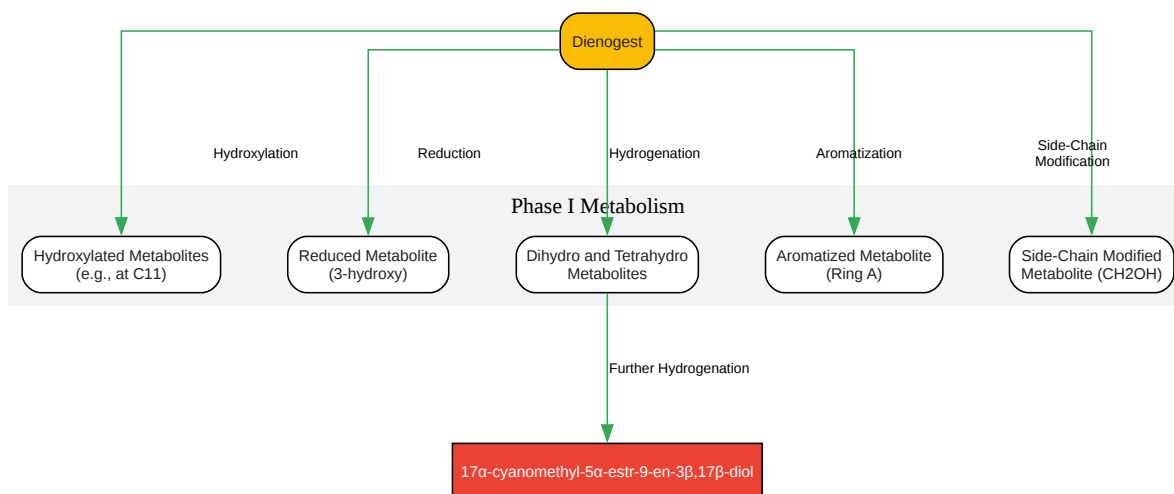 Dienogest
Hydroxylation
Reduction
Hydrogenation
Aromatization
Side-Chain
Modification
Phase I Metabolism
Hydroxylated Metabolites
(e.g., at C11)
Reduced Metabolite
(3-hydroxy)
Dihydro and Tetrahydro
Metabolites
Aromatized Metabolite
(Ring A)
Side-Chain Modified
Metabolite (CH2OH)
Further Hydrogenation
17α-cyanomethyl-5α-estr-9-en-3β,17β-diol